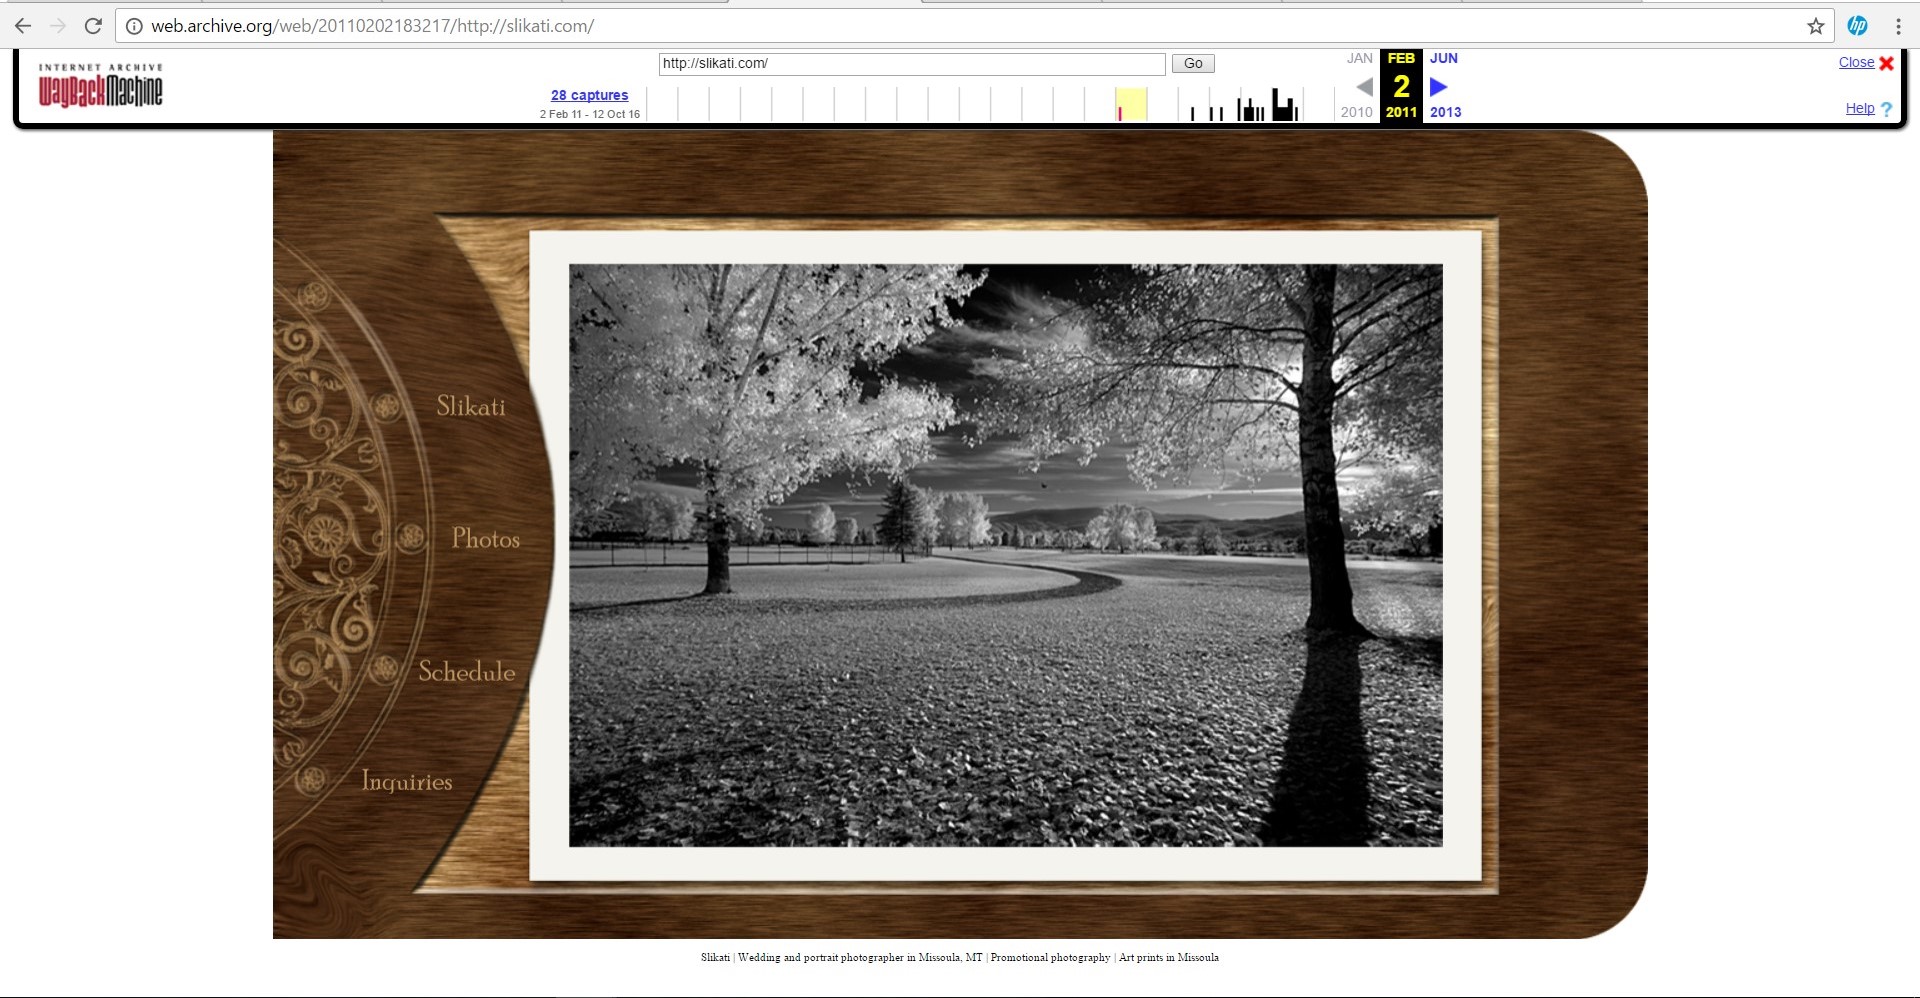 web.archive.org/web/20110202183217/http://slikati.com/
hp
INTERNET ARCHIVE
WayBackMachine
http://slikati.com/
Go
28 captures
2 Feb 11 - 12 Oct 16
JAN FEB JUN
2
2010 2011 2013
Close
Help ?
Slikati
Photos
Schedule
Inquiries
Slikati | Wedding and portrait photographer in Missoula, MT | Promotional photography | Art prints in Missoula